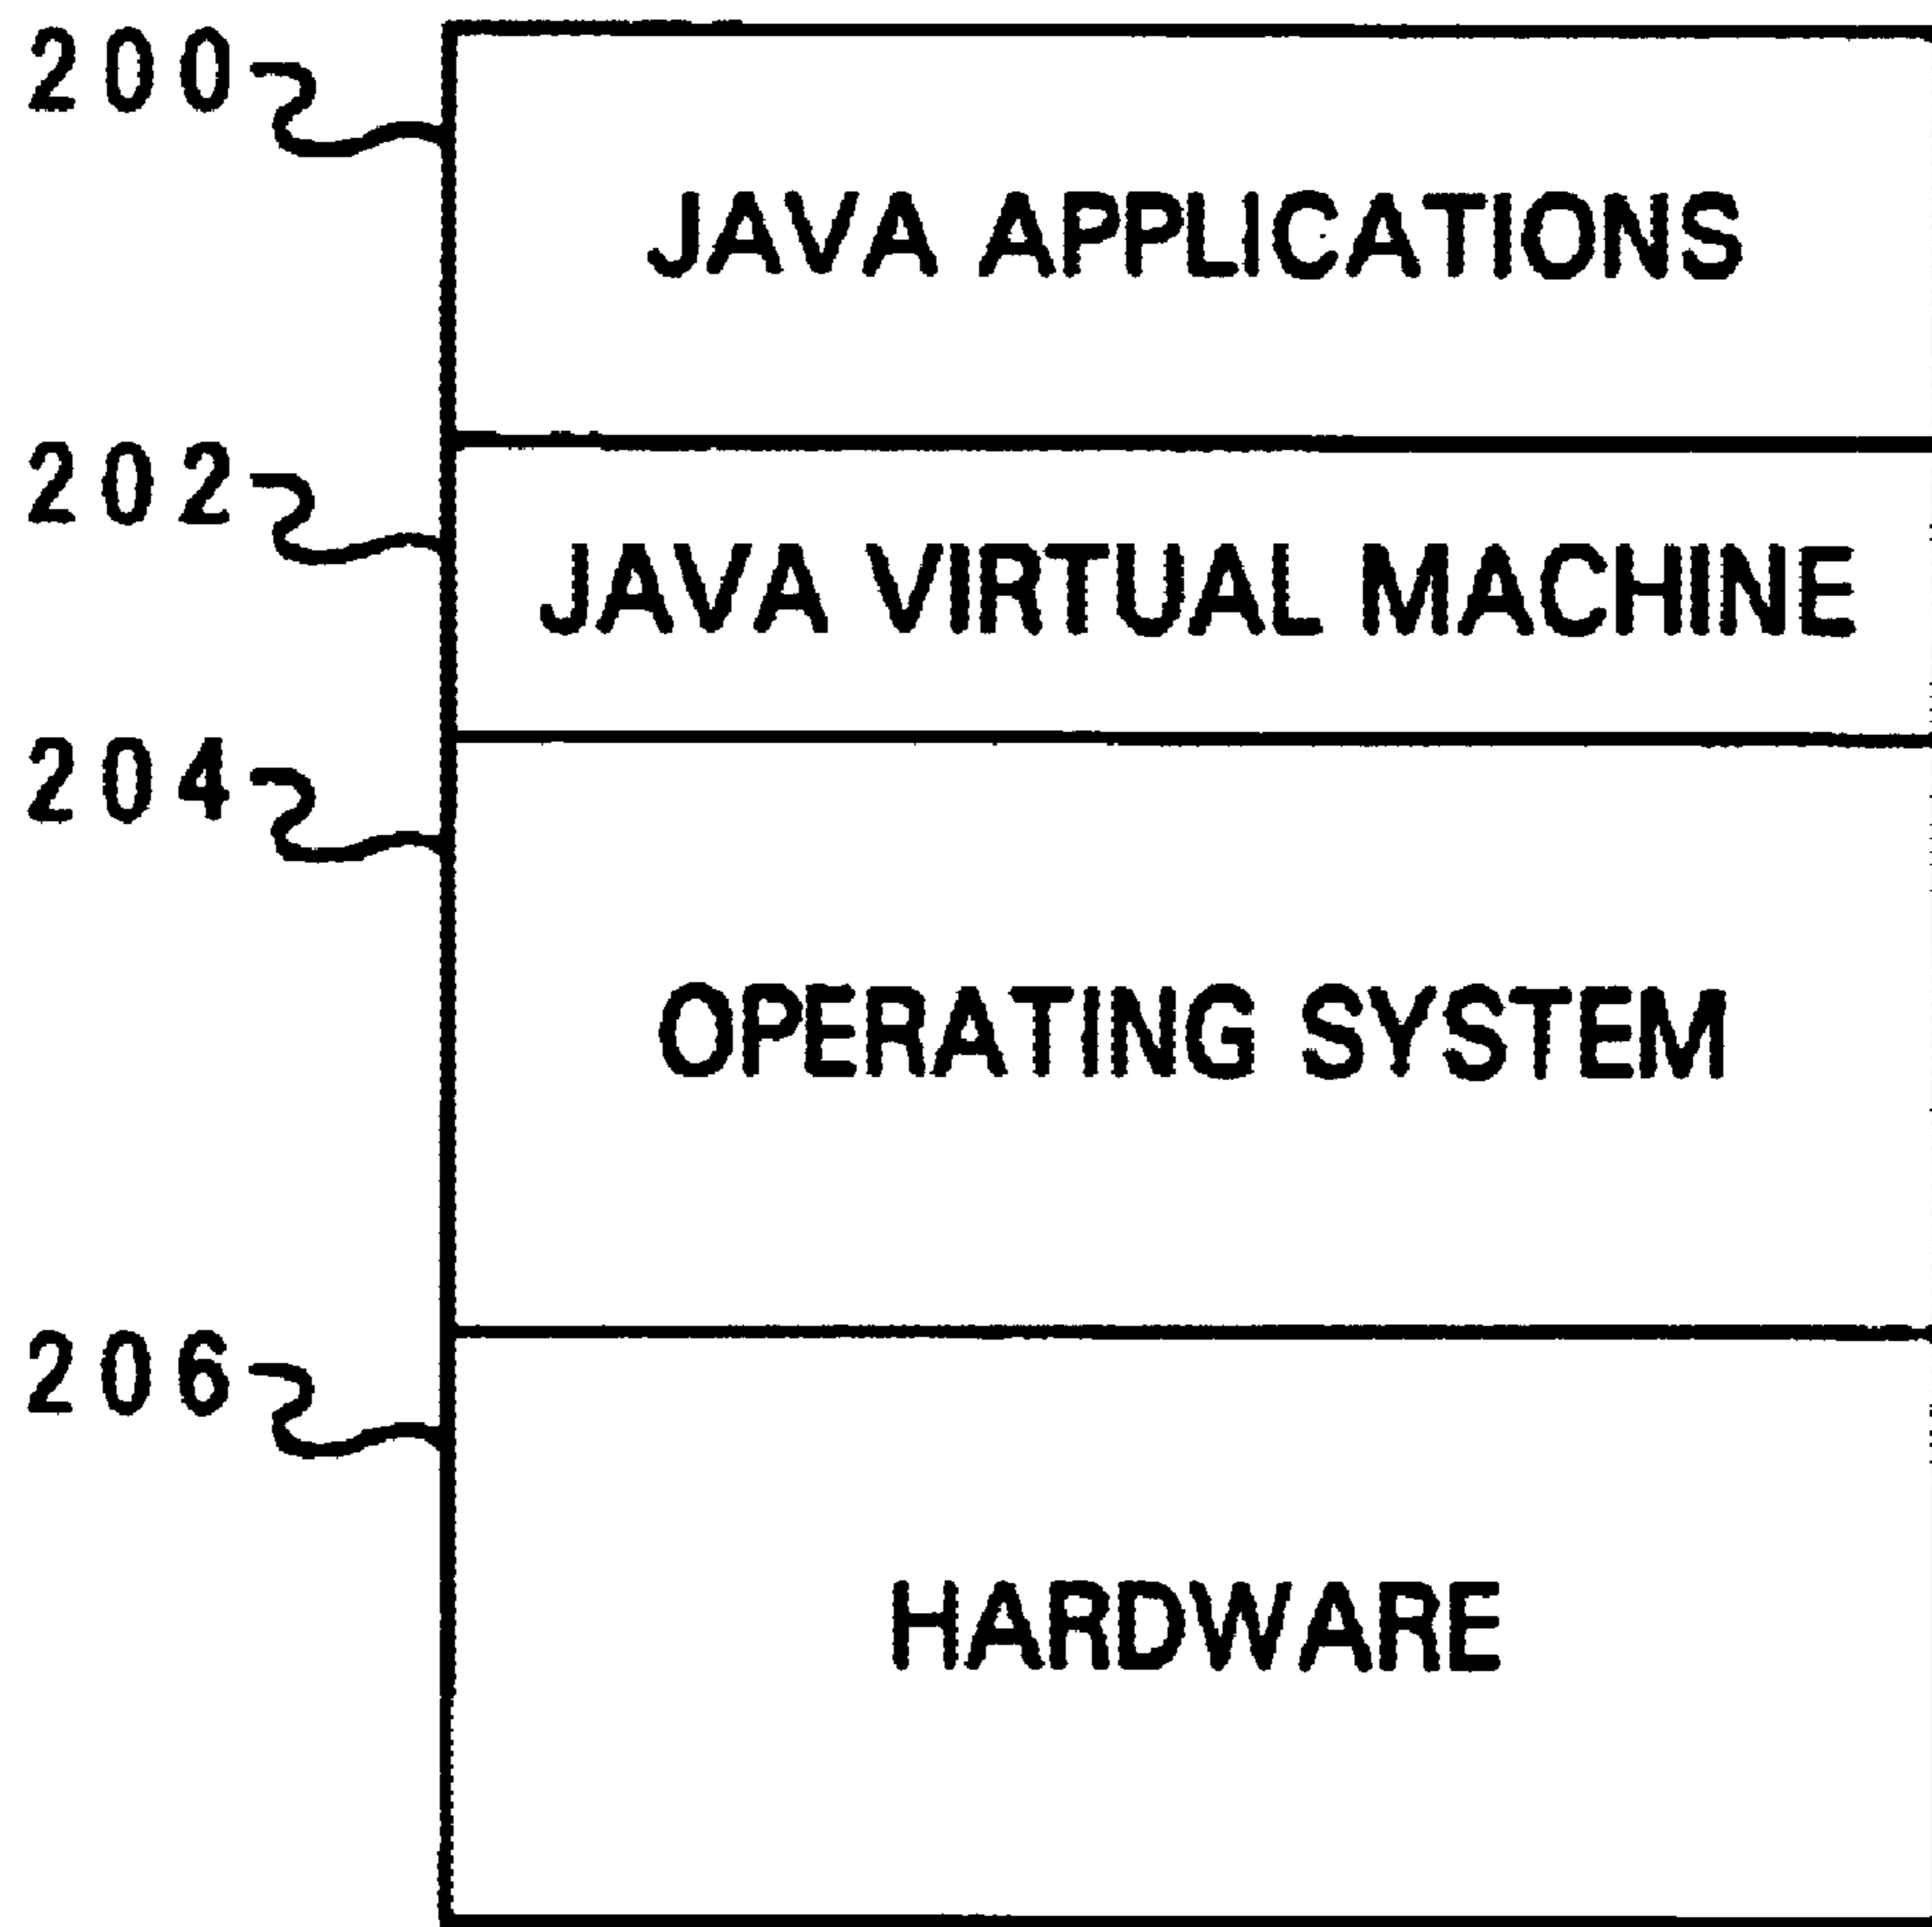 200
JAVA APPLICATIONS
202
JAVA VIRTUAL MACHINE
204
OPERATING SYSTEM
206
HARDWARE